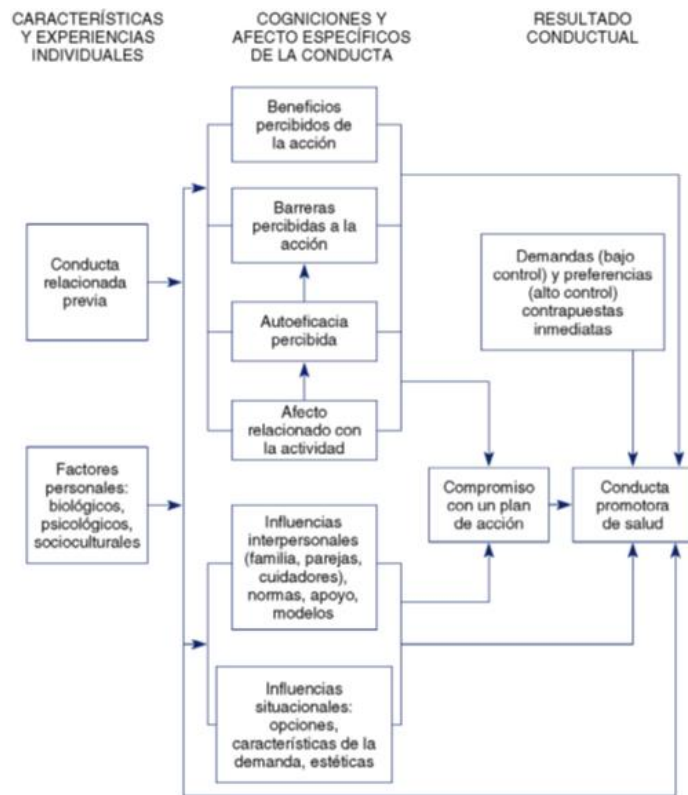 CARACTERÍSTICAS
Y EXPERIENCIAS
INDIVIDUALES
COGNICIONES Y
AFECTO ESPECÍFICOS
DE LA CONDUCTA
RESULTADO
CONDUCTUAL
Beneficios
percibidos de
la acción
Barreras
percibidas a la
acción
Conducta
relacionada
previa
Demandas (bajo
control) y preferencias
(alto control)
contrapuestas
inmediatas
Autoeficacia
percibida
Afecto
relacionado con
la actividad
Factores
personales:
biológicos,
psicológicos,
socioculturales
Compromiso
con un plan
de acción
Conducta
promotora
de salud
Influencias
interpersonales
(familia, parejas,
cuidadores),
normas, apoyo,
modelos
Influencias
situacionales:
opciones,
características de la
demanda, estéticas